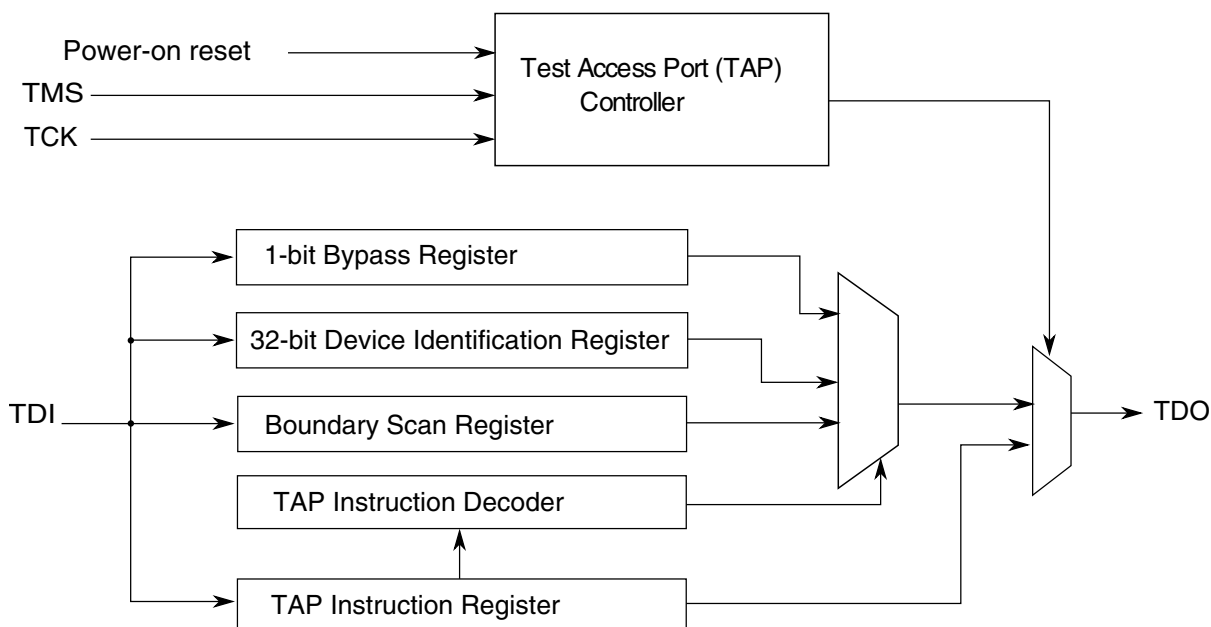 Power-on reset
TMS
TCK
Test Access Port (TAP)
Controller
1-bit Bypass Register
32-bit Device Identification Register
TDI
Boundary Scan Register
TDO
TAP Instruction Decoder
TAP Instruction Register